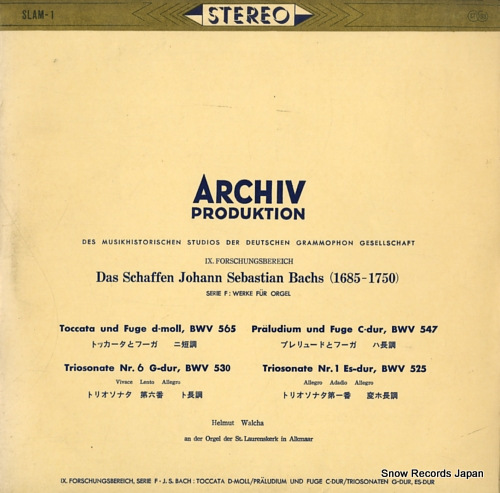 SLAM-1
STEREO
ARCHIV
PRODUKTION
DES MUSIKHISTORISCHEN STUDIOS DER DEUTSCHEN GRAMMOPHON GESELLSCHAFT
IX. FORSCHUNGSBEREICH
Das Schaffen Johann Sebastian Bachs (1685-1750)
SERIE F: WERKE FÜR ORGEL
Toccata und Fuge d-moll, BWV 565
トッカータとフーガ ニ短調
Präludium und Fuge C-dur, BWV 547
プレリュードとフーガ ハ長調
Triosonate Nr. 6 G-dur, BWV 530
Vivace Lento Allegro
トリオソナタ 第六番 ト長調
Triosonate Nr. 1 Es-dur, BWV 525
Allegro Adadio Allegro
トリオソナタ第一番 変ホ長調
Helmut Walcha
an der Orgel der St. Laurenskerk in Alkmaar
IX. FORSCHUNGSBEREICH, SERIE F - J. S. BACH: TOCCATA D-MOLL/PRÄLUDIUM UND FUGE C-DUR/TRIOSONATEN G-DUR, ES-DUR
Snow Records Japan